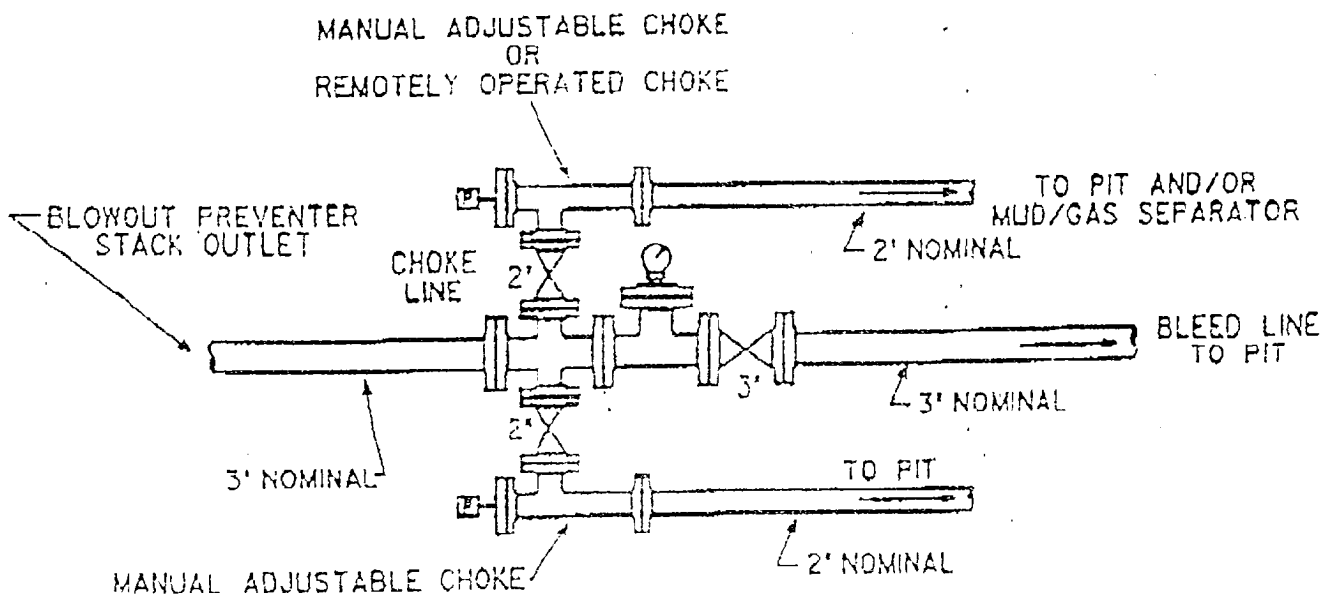 MANUAL ADJUSTABLE CHOKE
OR
REMOTELY OPERATED CHOKE
BLOWOUT PREVENTER
STACK OUTLET
CHOKE
LINE
2"
TO PIT AND/OR
MUD/GAS SEPARATOR
2' NOMINAL
BLEED LINE
TO PIT
3"
3' NOMINAL
2"
3' NOMINAL
TO PIT
2' NOMINAL
MANUAL ADJUSTABLE CHOKE